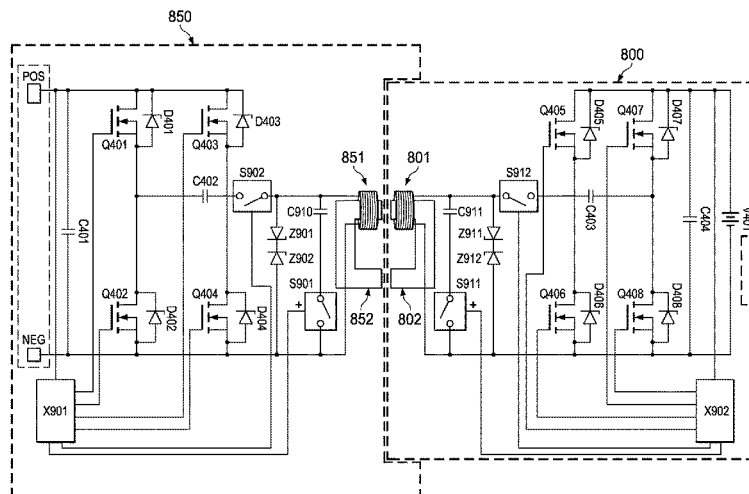 850
800
POS
Q401
D401
Q403
D403
C401
C402
S902
851
801
S912
Q405
D405
Q407
D407
C403
C404
V401
C910
Z901
Z902
S901
C911
Z911
Z912
S911
+
+
852
802
Q402
D402
Q404
D404
Q406
D406
Q408
D408
NEG
X901
X902